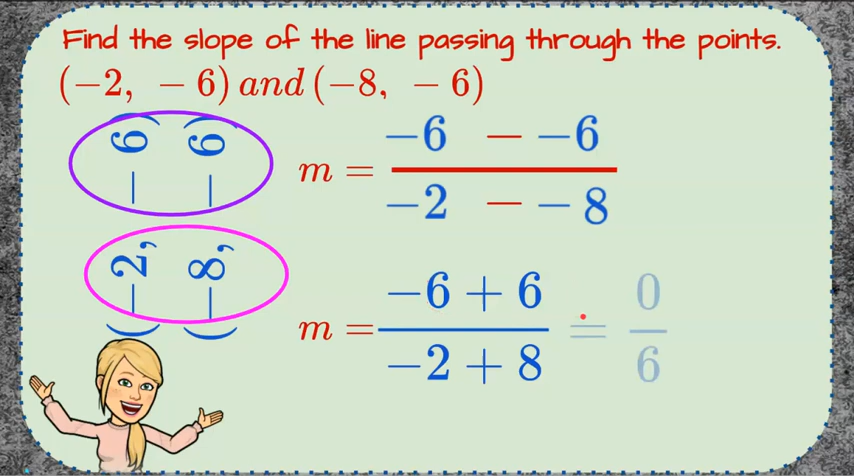 Find the slope of the line passing through the points.
(−2, −6) and (−8, −6)
(−2, −6)
(−8, −6)
m = −6 − −6 / −2 − −8
m = −6 + 6 / −2 + 8 = 0 / 6